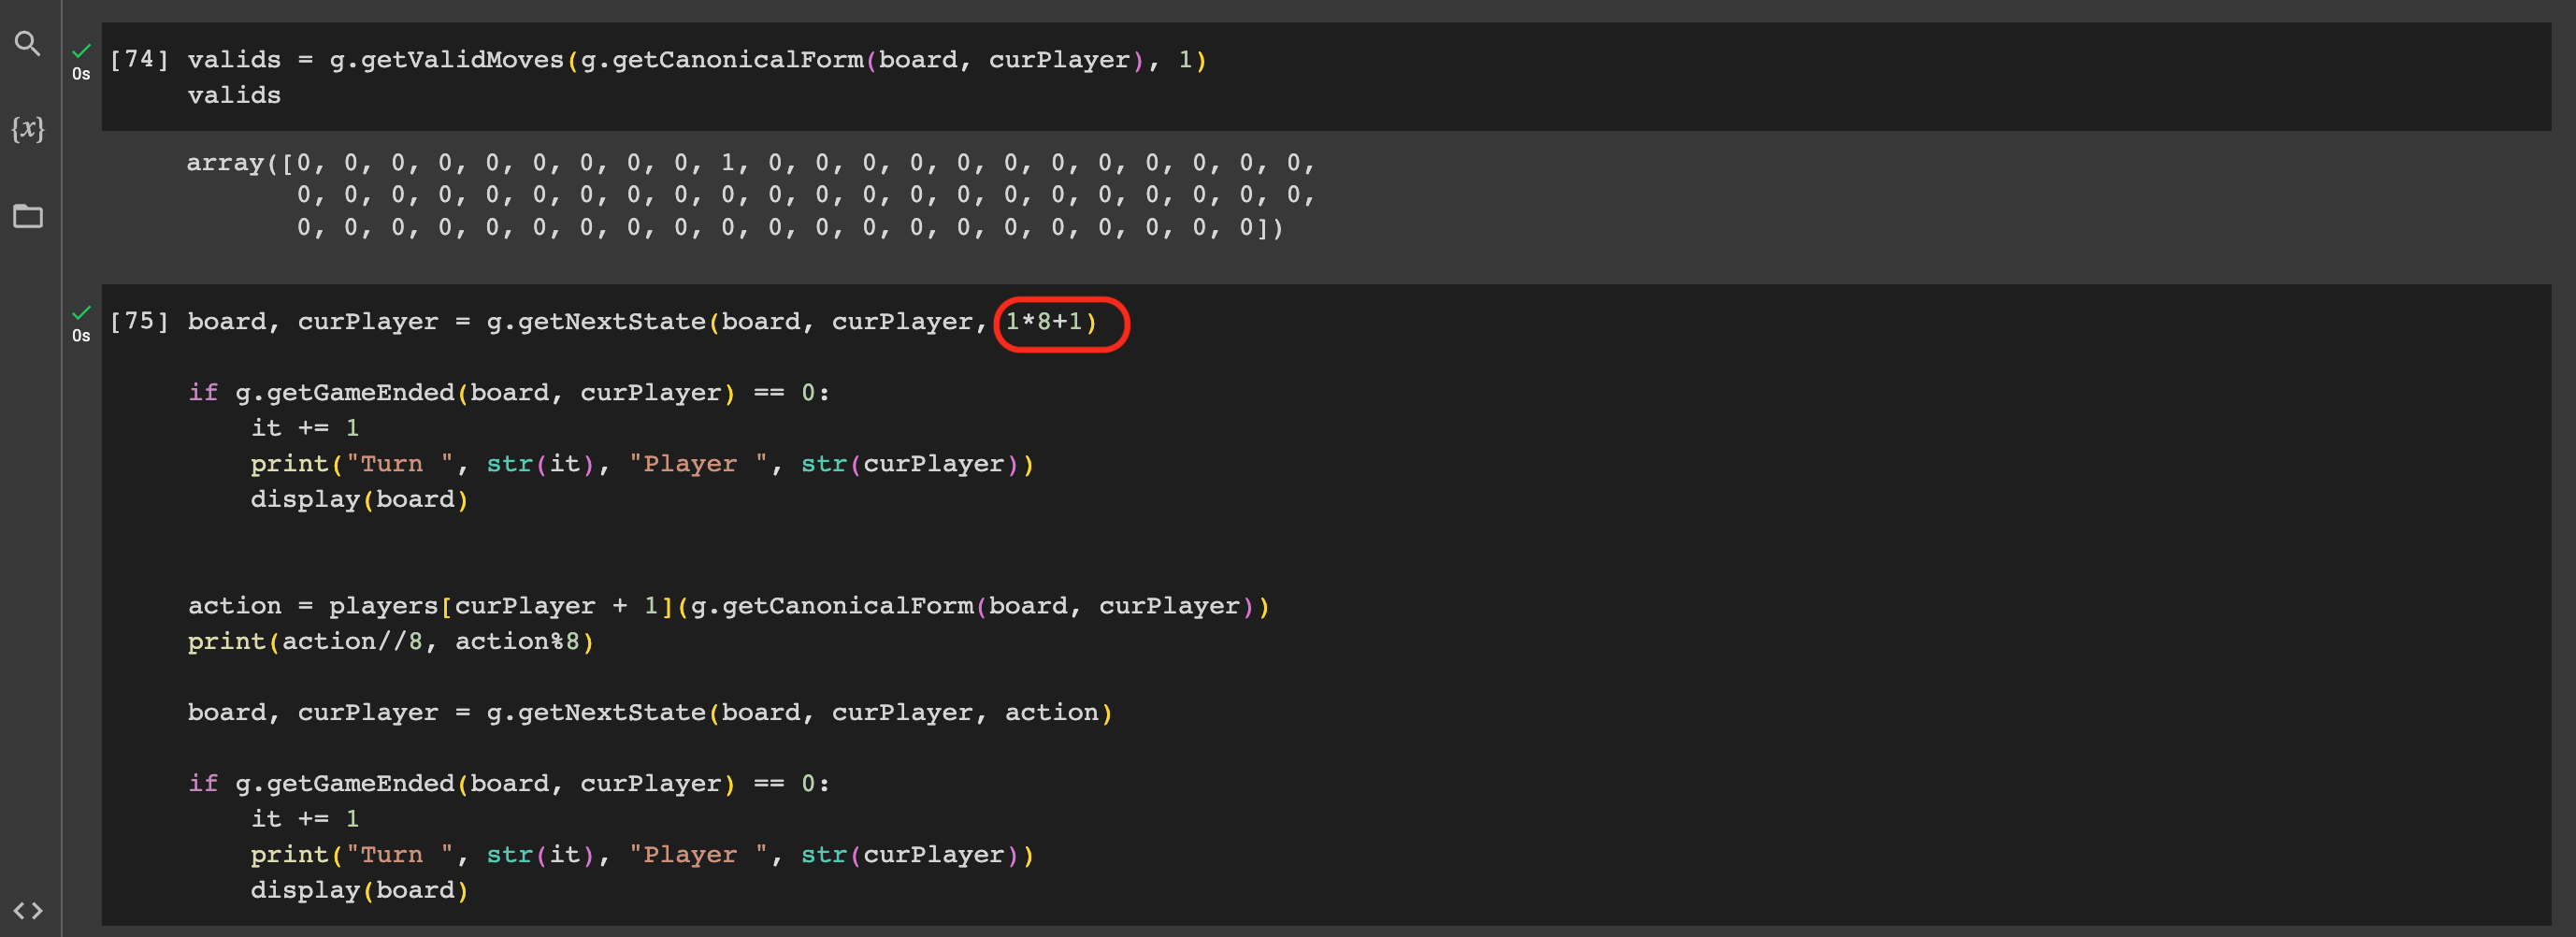 [74] valids = g.getValidMoves(g.getCanonicalForm(board, curPlayer), 1)
0s
valids
{x}
array([0, 0, 0, 0, 0, 0, 0, 0, 0, 1, 0, 0, 0, 0, 0, 0, 0, 0, 0, 0, 0, 0,
0, 0, 0, 0, 0, 0, 0, 0, 0, 0, 0, 0, 0, 0, 0, 0, 0, 0, 0, 0, 0, 0,
0, 0, 0, 0, 0, 0, 0, 0, 0, 0, 0, 0, 0, 0, 0, 0, 0, 0, 0, 0, 0])
[75] board, curPlayer = g.getNextState(board, curPlayer, 1*8+1)
0s
if g.getGameEnded(board, curPlayer) == 0:
it += 1
print("Turn ", str(it), "Player ", str(curPlayer))
display(board)
action = players[curPlayer + 1](g.getCanonicalForm(board, curPlayer))
print(action//8, action%8)
board, curPlayer = g.getNextState(board, curPlayer, action)
if g.getGameEnded(board, curPlayer) == 0:
it += 1
print("Turn ", str(it), "Player ", str(curPlayer))
display(board)